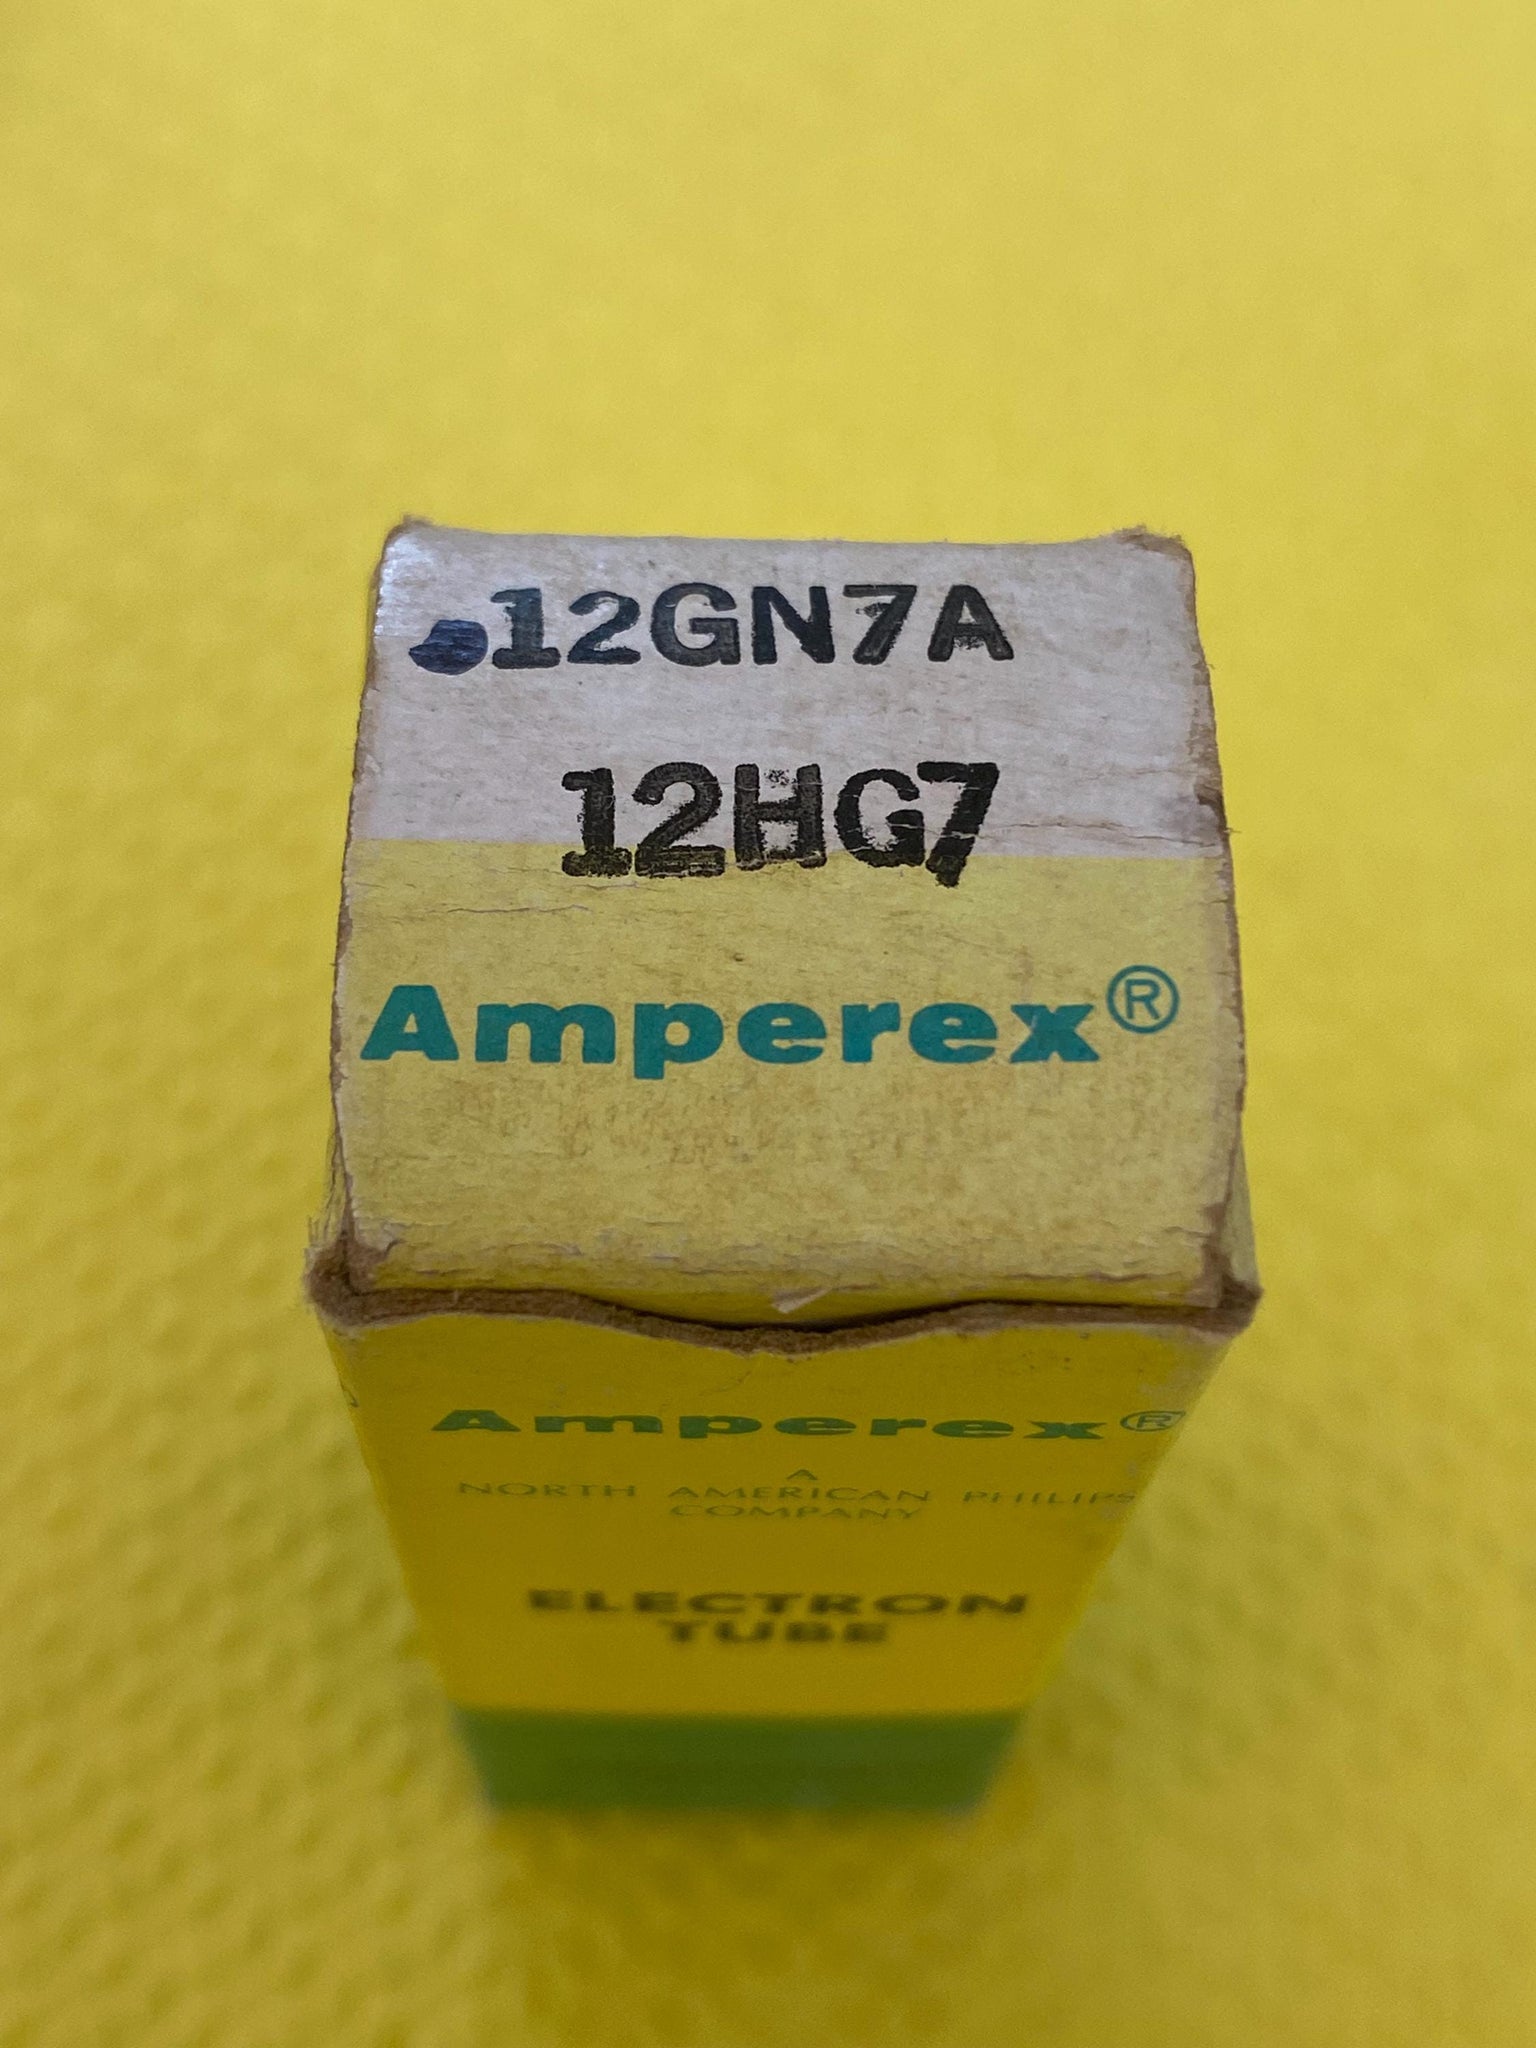 .12GN7A
12HG7
Amperex®
Amperex®
A
NORTH AMERICAN PHILIPS
COMPANY
ELECTRON
TUBE